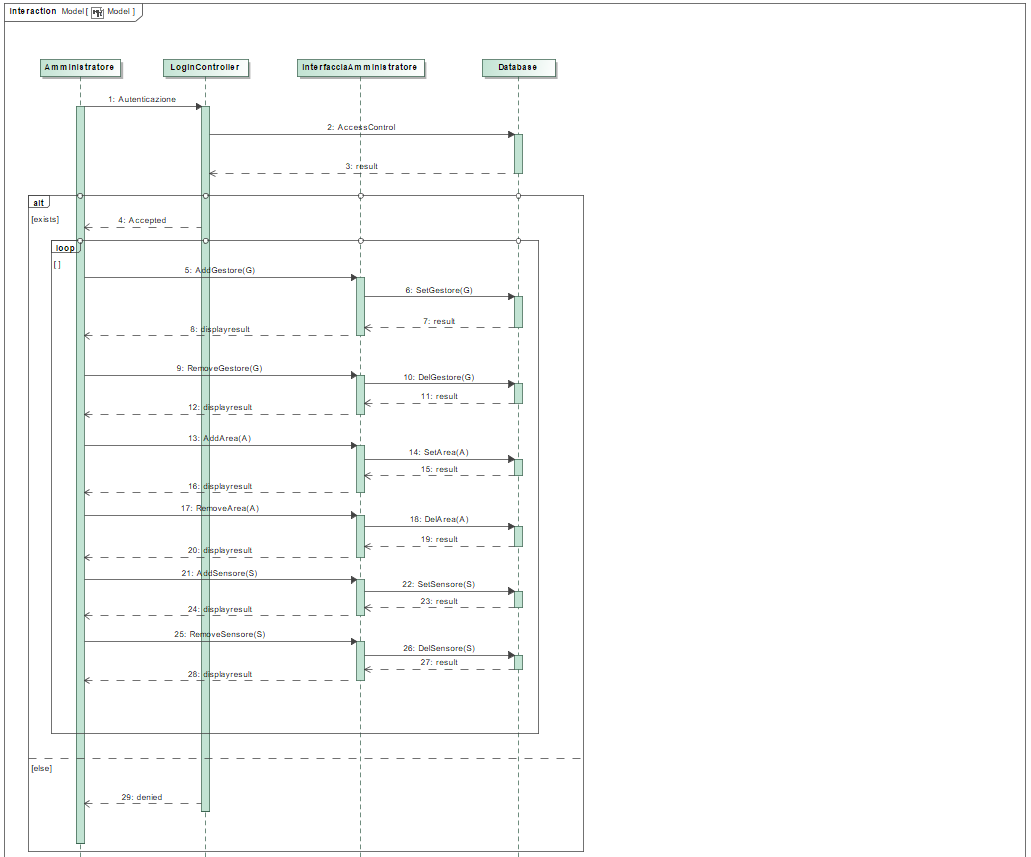 Interaction Model [ Model ]
Amministratore LoginController InterfacciaAmministratore Database
1: Autenticazione
2: AccessControl
3: result
alt
[exists]
4: Accepted
loop
[ ]
5: AddGestore(G)
6: SetGestore(G)
7: result
8: displayresult
9: RemoveGestore(G)
10: DelGestore(G)
11: result
12: displayresult
13: AddArea(A)
14: SetArea(A)
15: result
16: displayresult
17: RemoveArea(A)
18: DelArea(A)
19: result
20: displayresult
21: AddSensore(S)
22: SetSensore(S)
23: result
24: displayresult
25: RemoveSensore(S)
26: DelSensore(S)
27: result
28: displayresult
[else]
29: denied